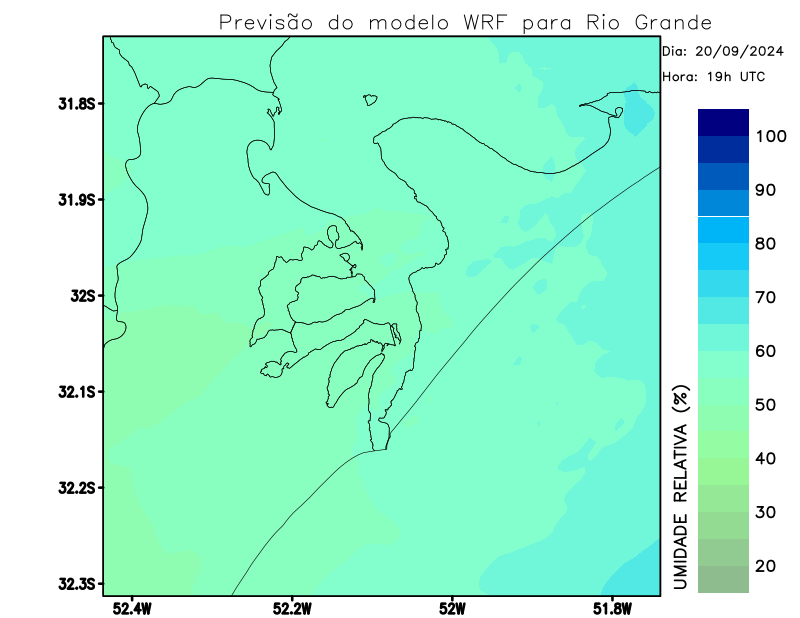 Previsão do modelo WRF para Rio Grande
Dia: 20/09/2024
Hora: 19h UTC
31.8S
31.9S
32S
32.1S
32.2S
32.3S
52.4W
52.2W
52W
51.8W
100
90
80
70
60
50
40
30
20
UMIDADE RELATIVA (%)